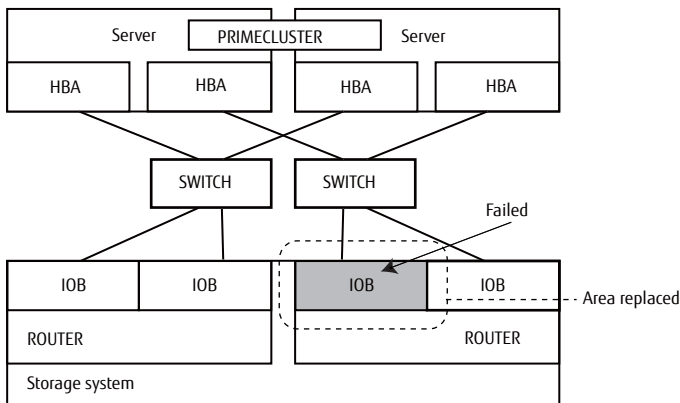 Server
PRIMECLUSTER
Server
HBA
HBA
HBA
HBA
SWITCH
SWITCH
Failed
IOB
IOB
IOB
IOB
Area replaced
ROUTER
ROUTER
Storage system